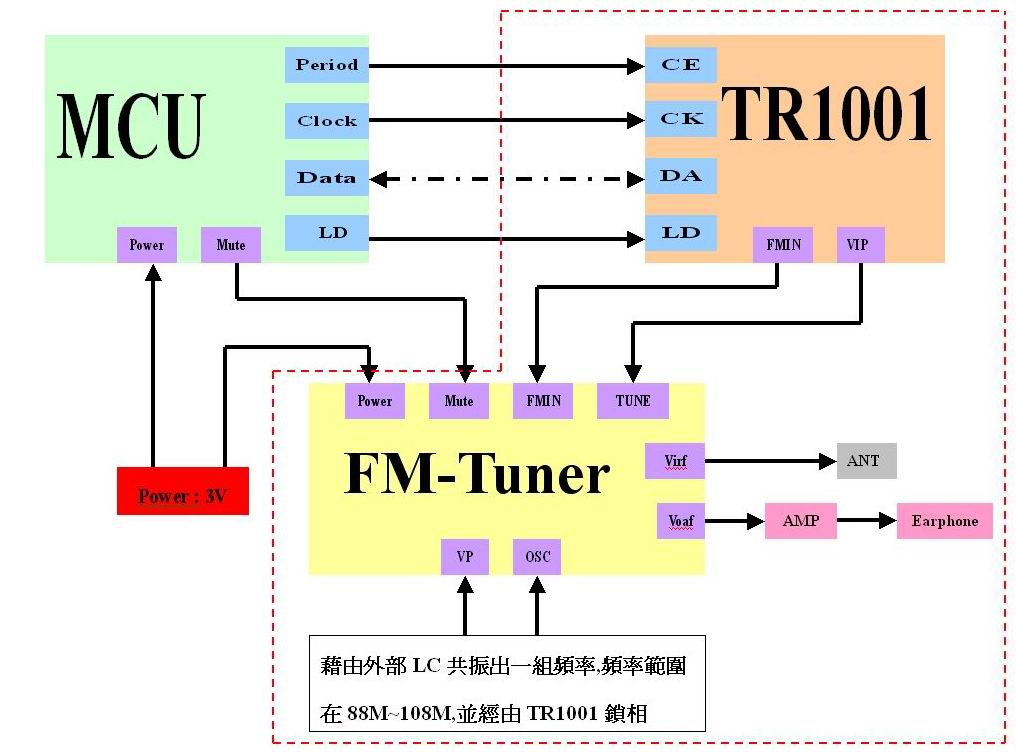 MCU
Period
Clock
Data
LD
Power
Mute
TR1001
CE
CK
DA
LD
FMIN
VIP
Power
Mute
FMIN
TUNE
FM-Tuner
Virf
ANT
Voaf
AMP
Earphone
VP
OSC
Power : 3V
藉由外部 LC 共振出一組頻率,頻率範圍
在 88M~108M,並經由 TR1001 鎖相